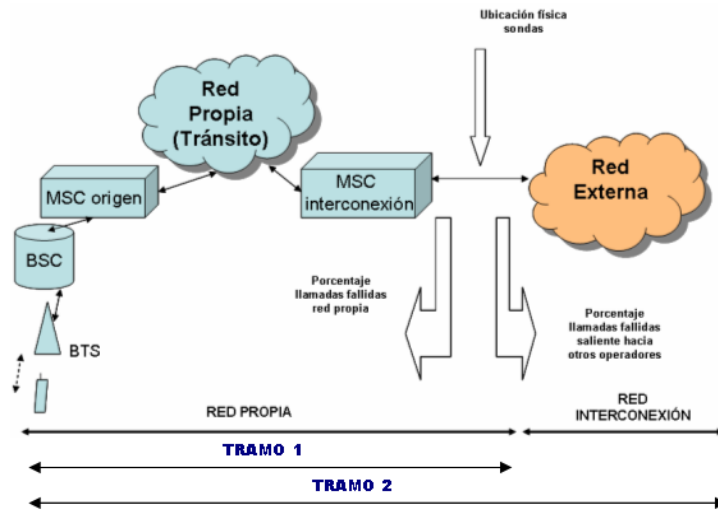 Ubicación física
sondas
Red
Propia
(Tránsito)
Red
Externa
MSC origen
MSC
interconexión
BSC
BTS
Porcentaje
llamadas fallidas
red propia
Porcentaje
llamadas fallidas
saliente hacia
otros operadores
RED PROPIA
RED
INTERCONEXIÓN
TRAMO 1
TRAMO 2